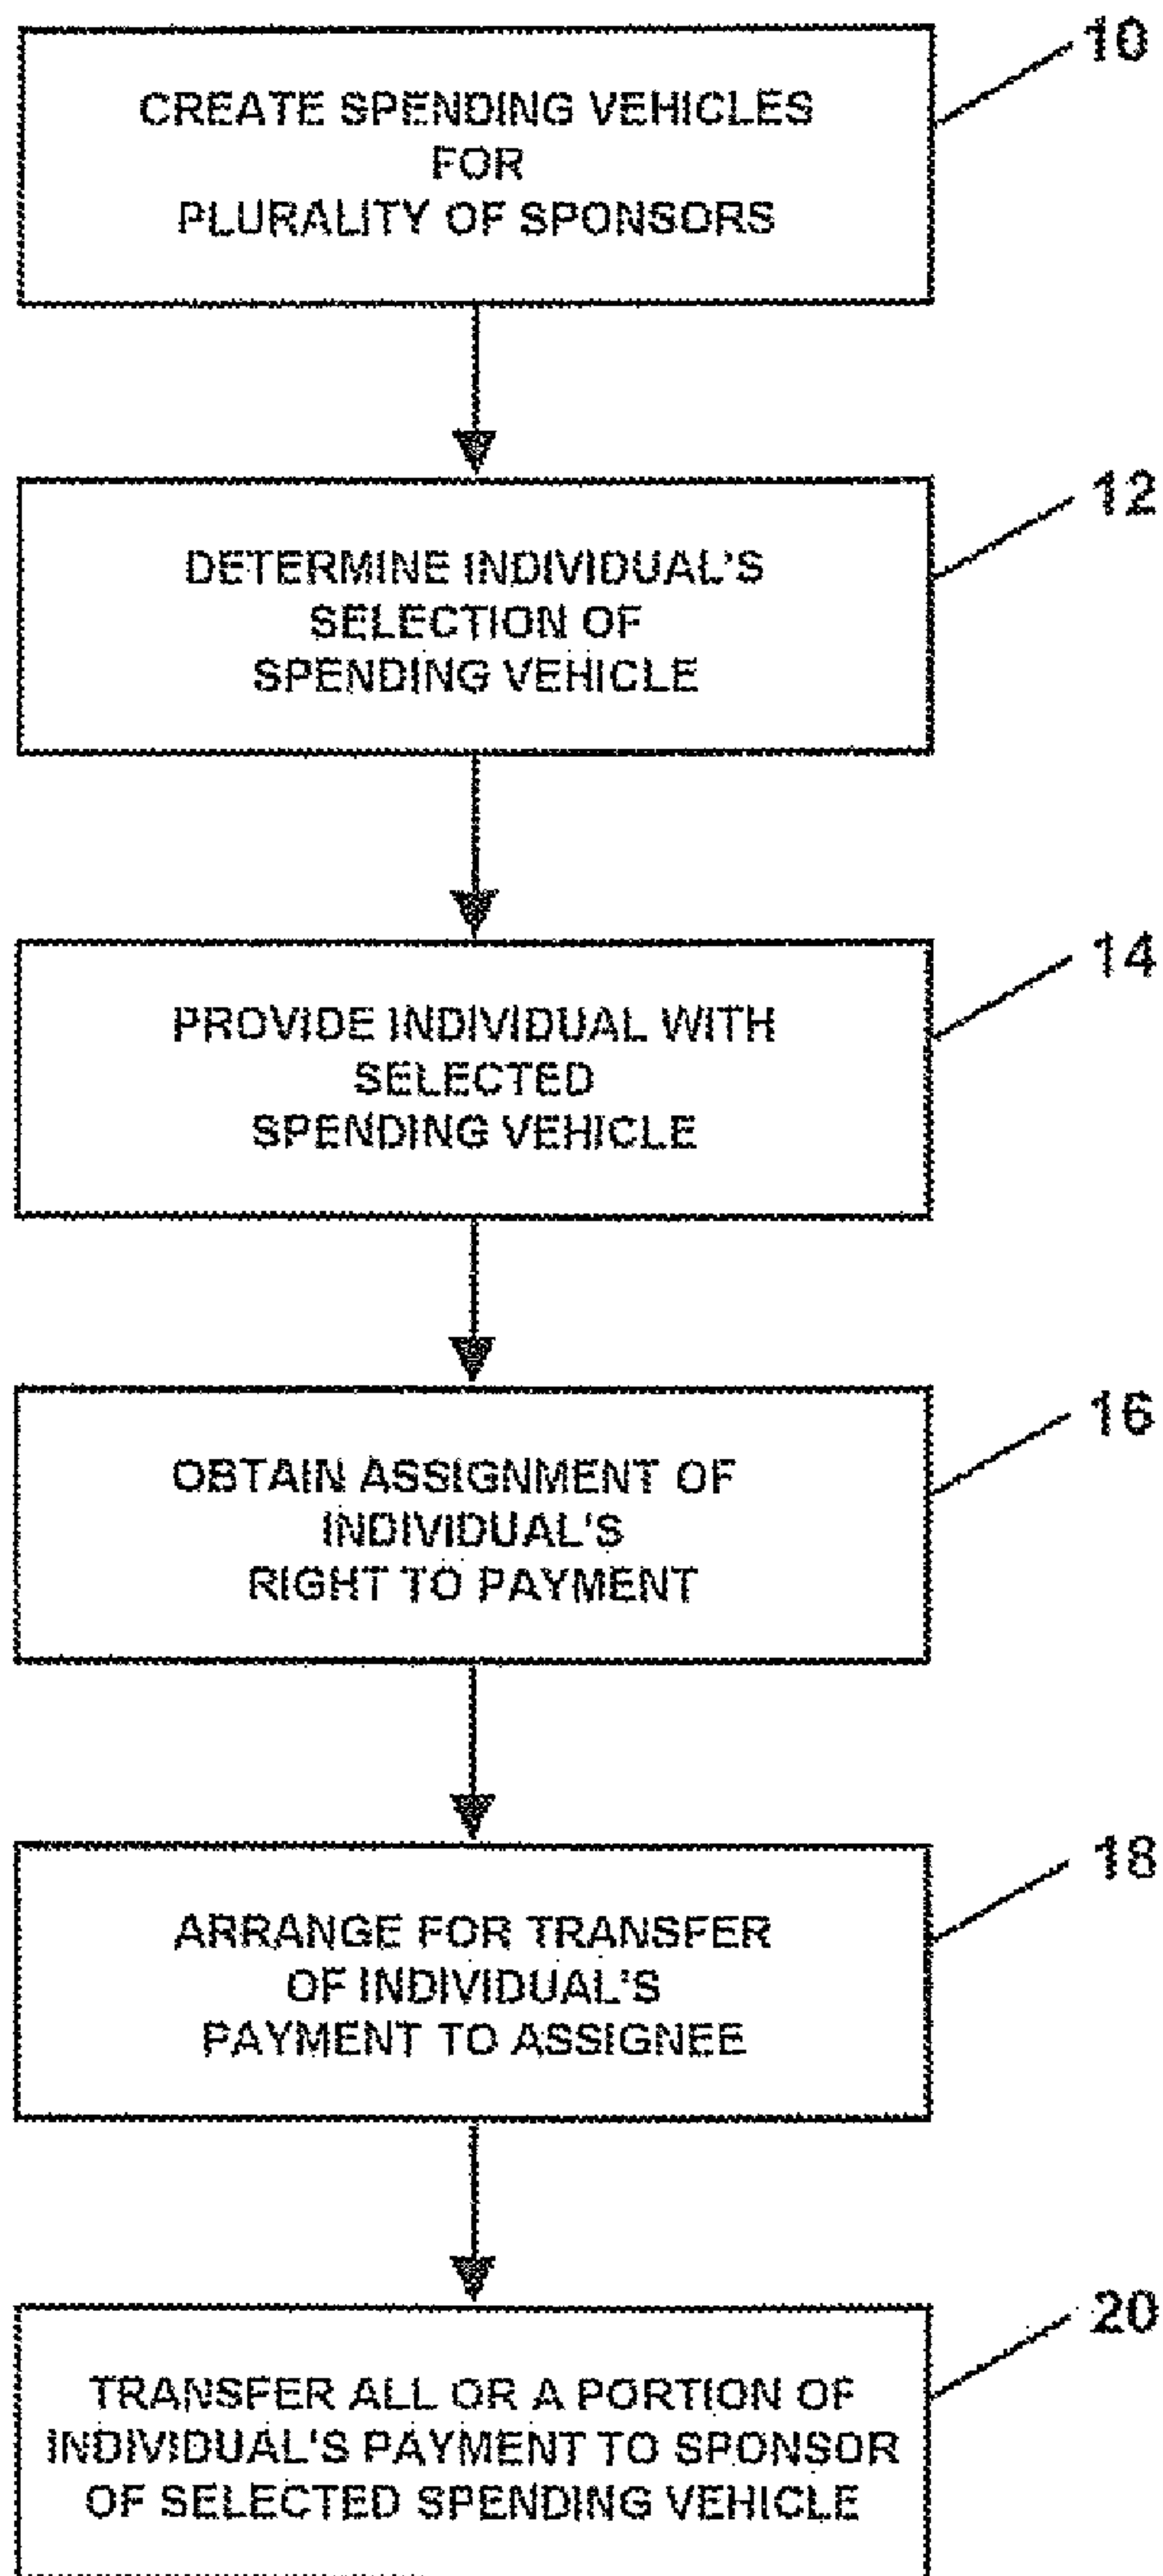 10
CREATE SPENDING VEHICLES
FOR
PLURALITY OF SPONSORS
12
DETERMINE INDIVIDUAL'S
SELECTION OF
SPENDING VEHICLE
14
PROVIDE INDIVIDUAL WITH
SELECTED
SPENDING VEHICLE
16
OBTAIN ASSIGNMENT OF
INDIVIDUAL'S
RIGHT TO PAYMENT
18
ARRANGE FOR TRANSFER
OF INDIVIDUAL'S
PAYMENT TO ASSIGNEE
20
TRANSFER ALL OR A PORTION OF
INDIVIDUAL'S PAYMENT TO SPONSOR
OF SELECTED SPENDING VEHICLE